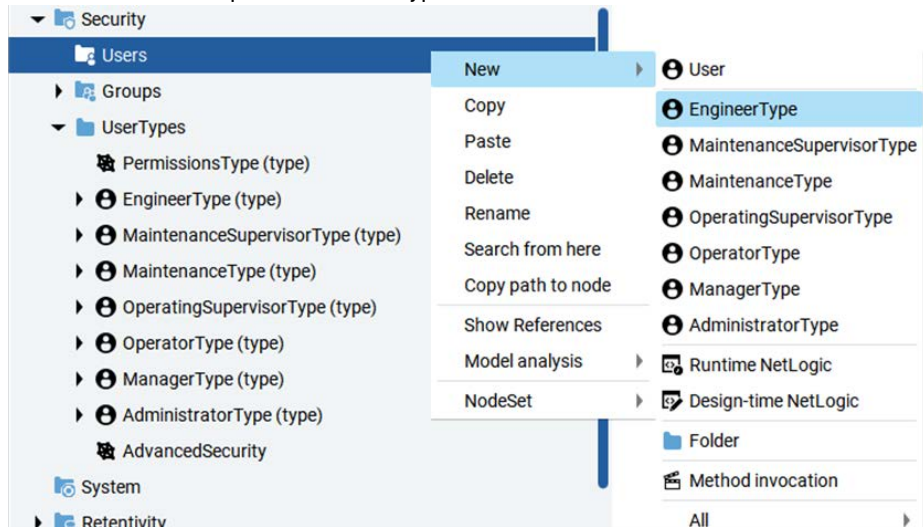 Security
Users
Groups
UserTypes
PermissionsType (type)
EngineerType (type)
MaintenanceSupervisorType (type)
MaintenanceType (type)
OperatingSupervisorType (type)
OperatorType (type)
ManagerType (type)
AdministratorType (type)
AdvancedSecurity
System
Retentivity
New
Copy
Paste
Delete
Rename
Search from here
Copy path to node
Show References
Model analysis
NodeSet
User
EngineerType
MaintenanceSupervisorType
MaintenanceType
OperatingSupervisorType
OperatorType
ManagerType
AdministratorType
Runtime NetLogic
Design-time NetLogic
Folder
Method invocation
All